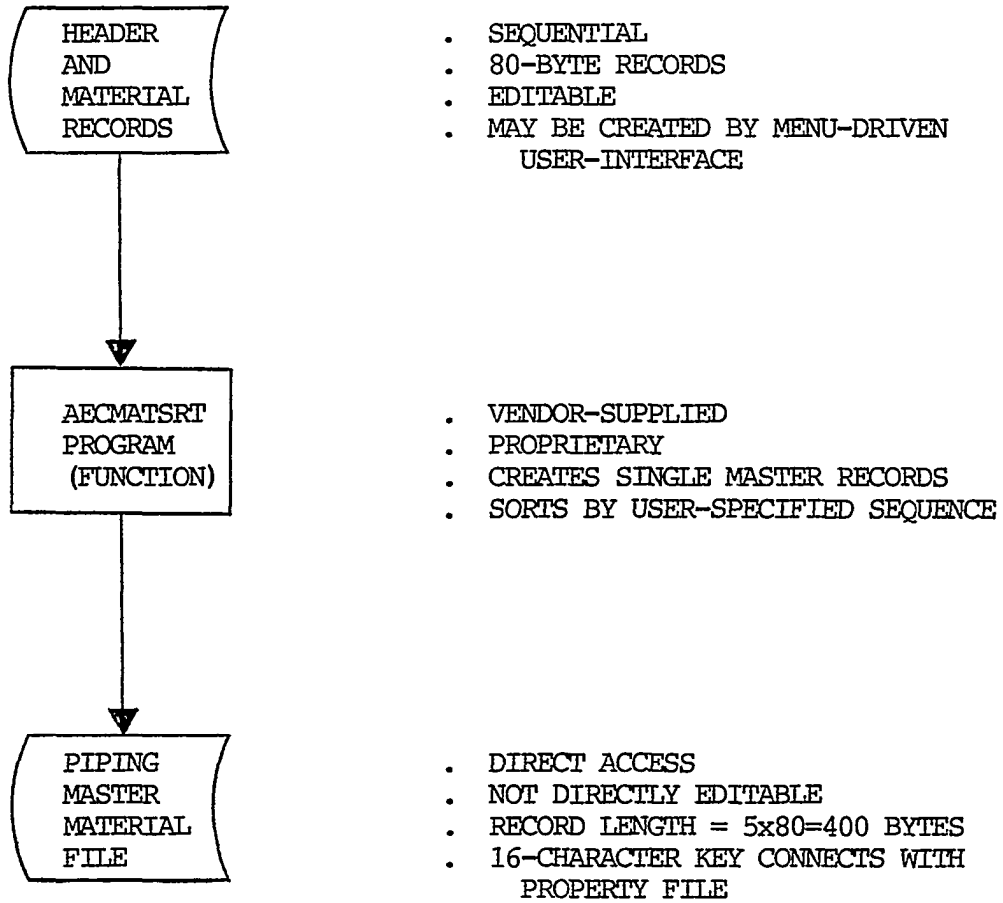 HEADER
AND
MATERIAL
RECORDS
. SEQUENTIAL
. 80-BYTE RECORDS
. EDITABLE
. MAY BE CREATED BY MENU-DRIVEN
USER-INTERFACE
AECMATSRT
PROGRAM
(FUNCTION)
. VENDOR-SUPPLIED
. PROPRIETARY
. CREATES SINGLE MASTER RECORDS
. SORTS BY USER-SPECIFIED SEQUENCE
PIPING
MASTER
MATERIAL
FILE
. DIRECT ACCESS
. NOT DIRECTLY EDITABLE
. RECORD LENGTH = 5x80=400 BYTES
. 16-CHARACTER KEY CONNECTS WITH
PROPERTY FILE